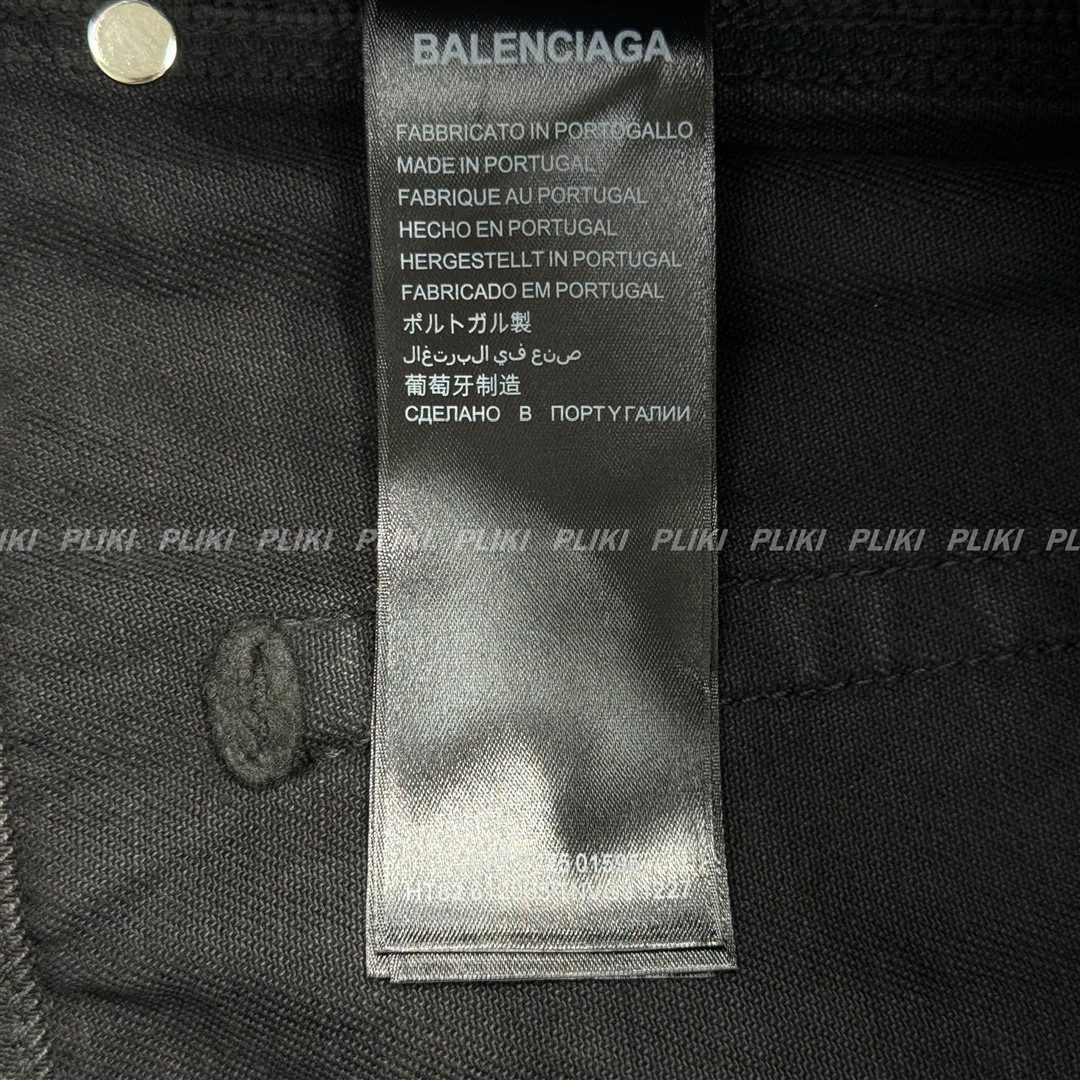 BALENCIAGA
FABBRICATO IN PORTOGALLO
MADE IN PORTUGAL
FABRIQUE AU PORTUGAL
HECHO EN PORTUGAL
HERGESTELLT IN PORTUGAL
FABRICADO EM PORTUGAL
ポルトガル製
صنع في البرتغال
葡萄牙制造
СДЕЛАНО В ПОРТУГАЛИИ
PLIKI PLIKI PLIKI PLIKI PLIKI PLIKI PLIKI PLIKI PLIKI